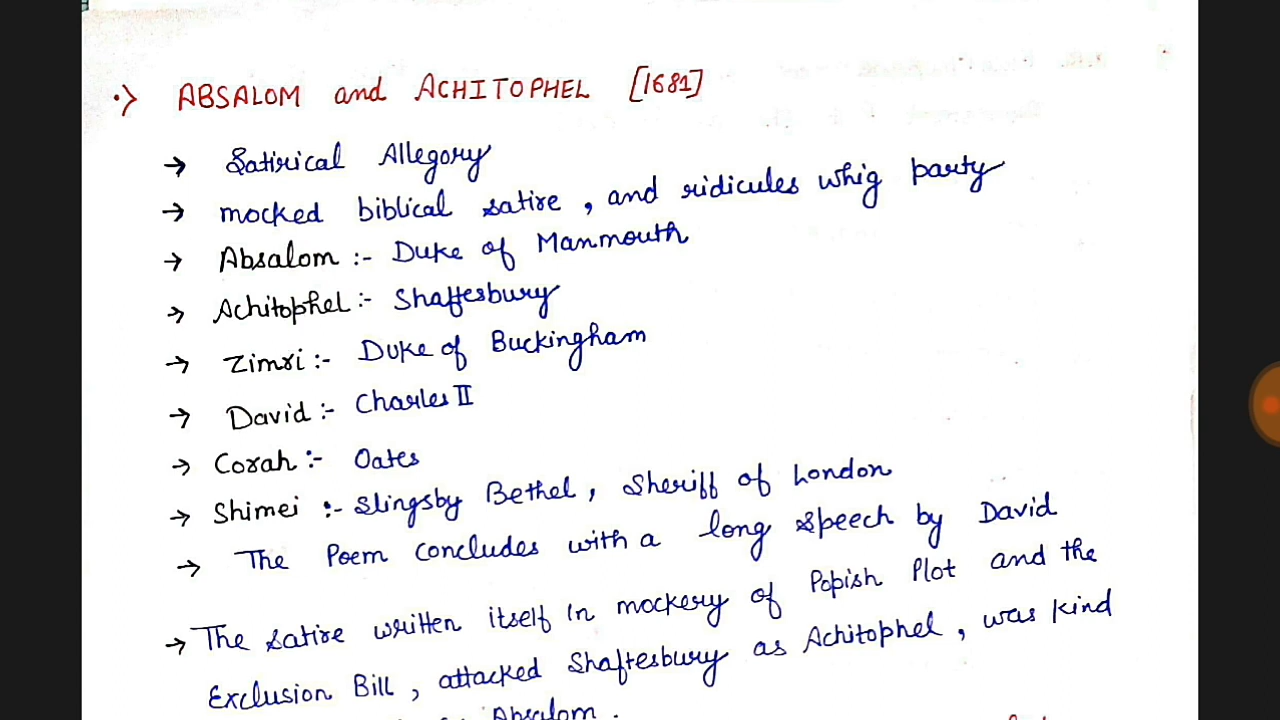 ·> ABSALOM and ACHITOPHEL [1681]
→ Satirical Allegory
→ mocked biblical satire, and ridicules whig party
→ Absalom :- Duke of Manmouth
→ Achitophel :- Shaftesbury
→ Zimri :- Duke of Buckingham
→ David :- Charles II
→ Corah :- Oates
→ Shimei :- Slingsby Bethel, Sheriff of London
→ The Poem concludes with a long speech by David
→ The satire written itself in mockery of Popish Plot and the
Exclusion Bill, attacked Shaftesbury as Achitophel, was kind
Absalom.